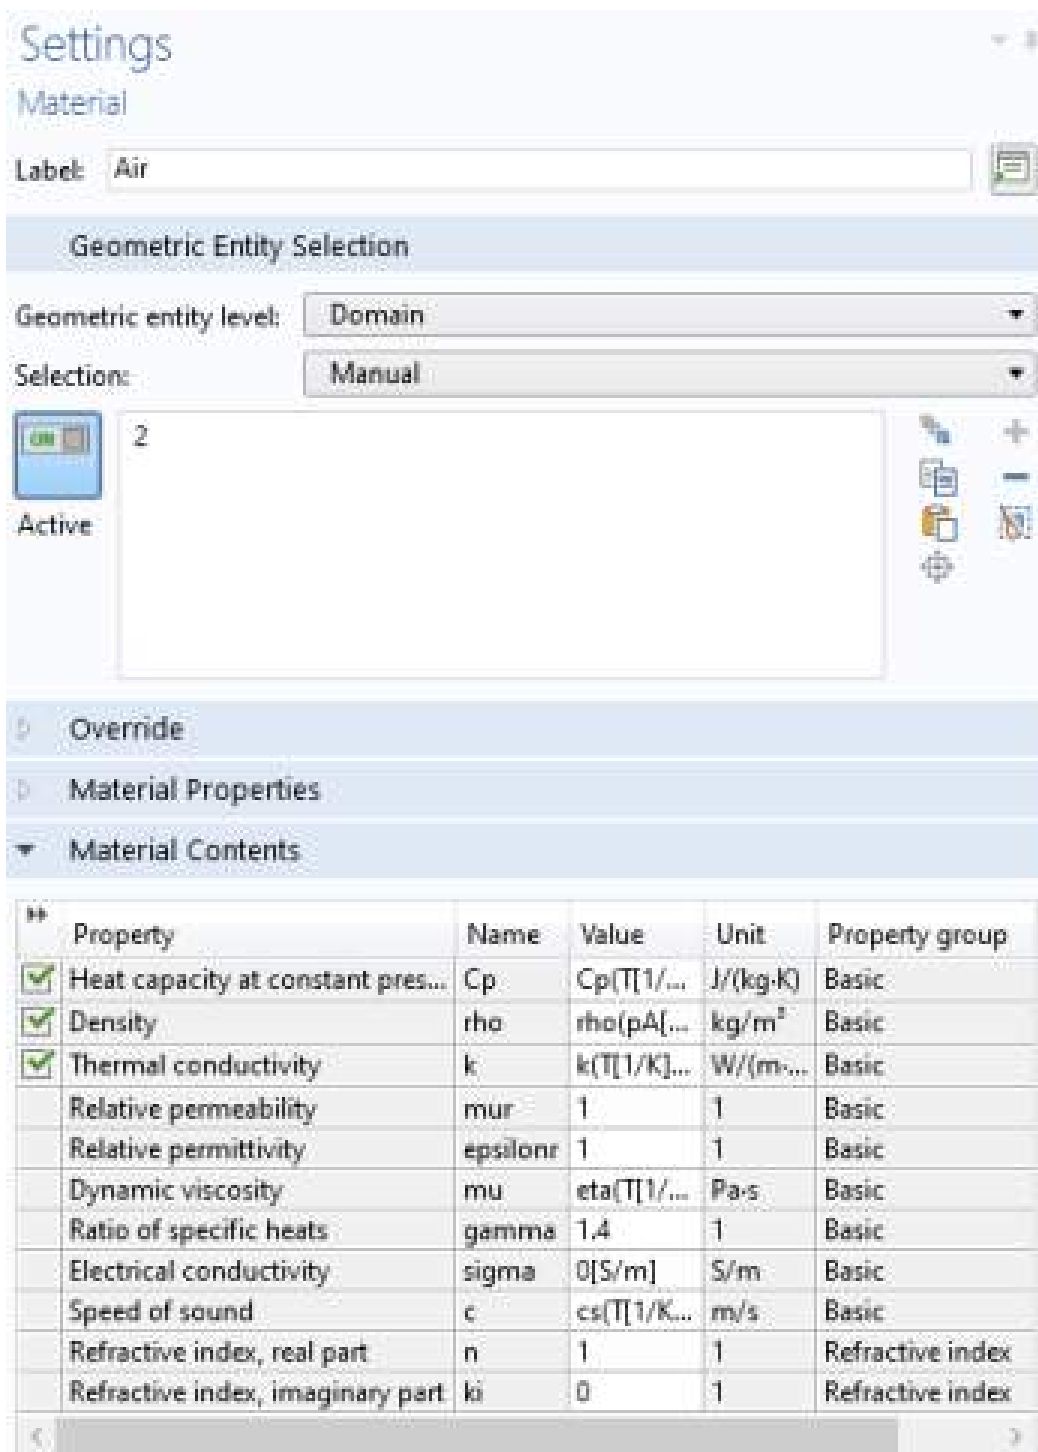 Settings
Material
Label: Air
Geometric Entity Selection
Geometric entity level: Domain
Selection: Manual
ON
2
Active
Override
Material Properties
Material Contents
Property Name Value Unit Property group
Heat capacity at constant pres... Cp Cp(T[1/... J/(kg·K) Basic
Density rho rho(pA[... kg/m³ Basic
Thermal conductivity k k(T[1/K]... W/(m·... Basic
Relative permeability mur 1 1 Basic
Relative permittivity epsilonr 1 1 Basic
Dynamic viscosity mu eta(T[1/... Pa·s Basic
Ratio of specific heats gamma 1.4 1 Basic
Electrical conductivity sigma 0[S/m] S/m Basic
Speed of sound c cs(T[1/K... m/s Basic
Refractive index, real part n 1 1 Refractive index
Refractive index, imaginary part ki 0 1 Refractive index